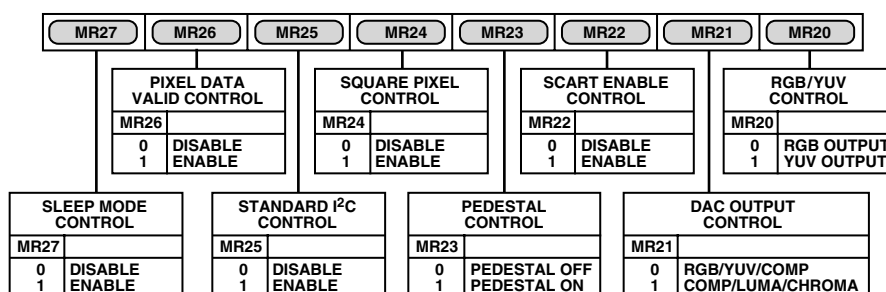 MR27 MR26 MR25 MR24 MR23 MR22 MR21 MR20
PIXEL DATA
VALID CONTROL
MR26
0 DISABLE
1 ENABLE
SQUARE PIXEL
CONTROL
MR24
0 DISABLE
1 ENABLE
SCART ENABLE
CONTROL
MR22
0 DISABLE
1 ENABLE
RGB/YUV
CONTROL
MR20
0 RGB OUTPUT
1 YUV OUTPUT
SLEEP MODE
CONTROL
MR27
0 DISABLE
1 ENABLE
STANDARD I²C
CONTROL
MR25
0 DISABLE
1 ENABLE
PEDESTAL
CONTROL
MR23
0 PEDESTAL OFF
1 PEDESTAL ON
DAC OUTPUT
CONTROL
MR21
0 RGB/YUV/COMP
1 COMP/LUMA/CHROMA